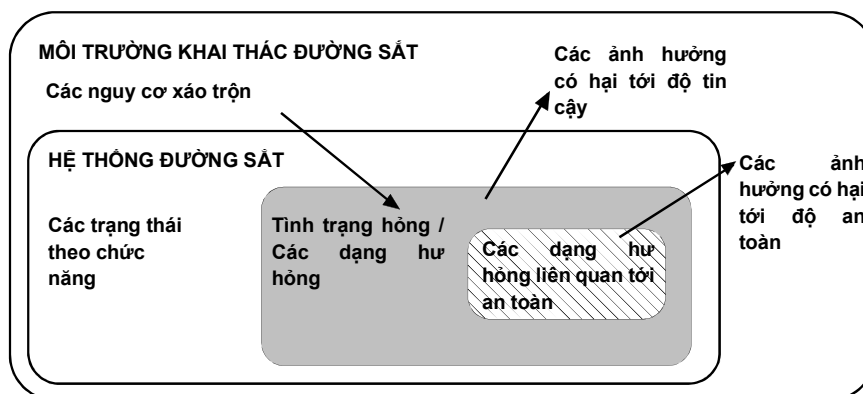 MÔI TRƯỜNG KHAI THÁC ĐƯỜNG SẮT
Các nguy cơ xáo trộn
Các ảnh hưởng
có hại tới độ tin
cậy
HỆ THỐNG ĐƯỜNG SẮT
Các trạng thái
theo chức
năng
Tình trạng hỏng /
Các dạng hư
hỏng
Các dạng hư
hỏng liên quan tới
an toàn
Các ảnh
hưởng có hại
tới độ an
toàn